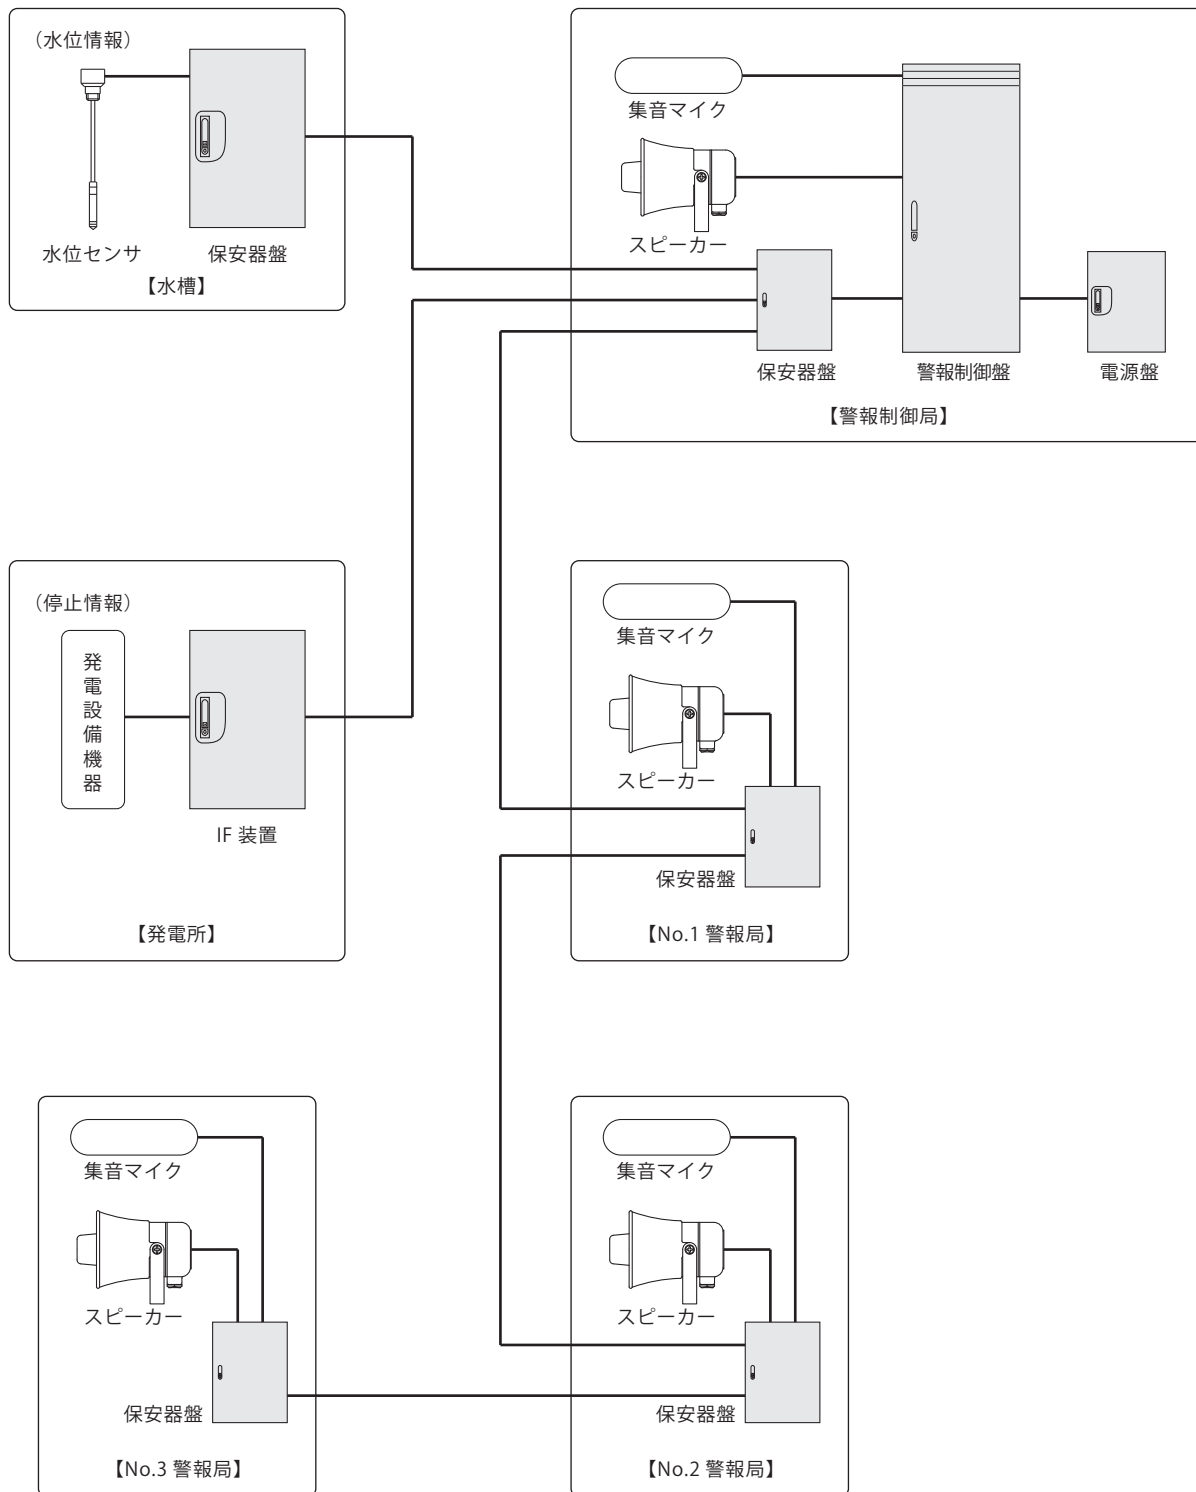 （水位情報）
水位センサ
保安器盤
【水槽】
集音マイク
スピーカー
保安器盤
警報制御盤
電源盤
【警報制御局】
（停止情報）
発電設備機器
IF 装置
【発電所】
集音マイク
スピーカー
保安器盤
【No.1 警報局】
集音マイク
スピーカー
保安器盤
【No.3 警報局】
集音マイク
スピーカー
保安器盤
【No.2 警報局】